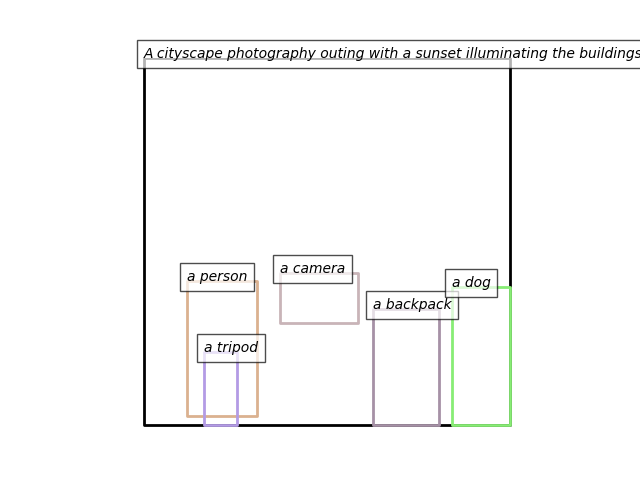 A cityscape photography outing with a sunset illuminating the buildings
a person
a camera
a backpack
a dog
a tripod